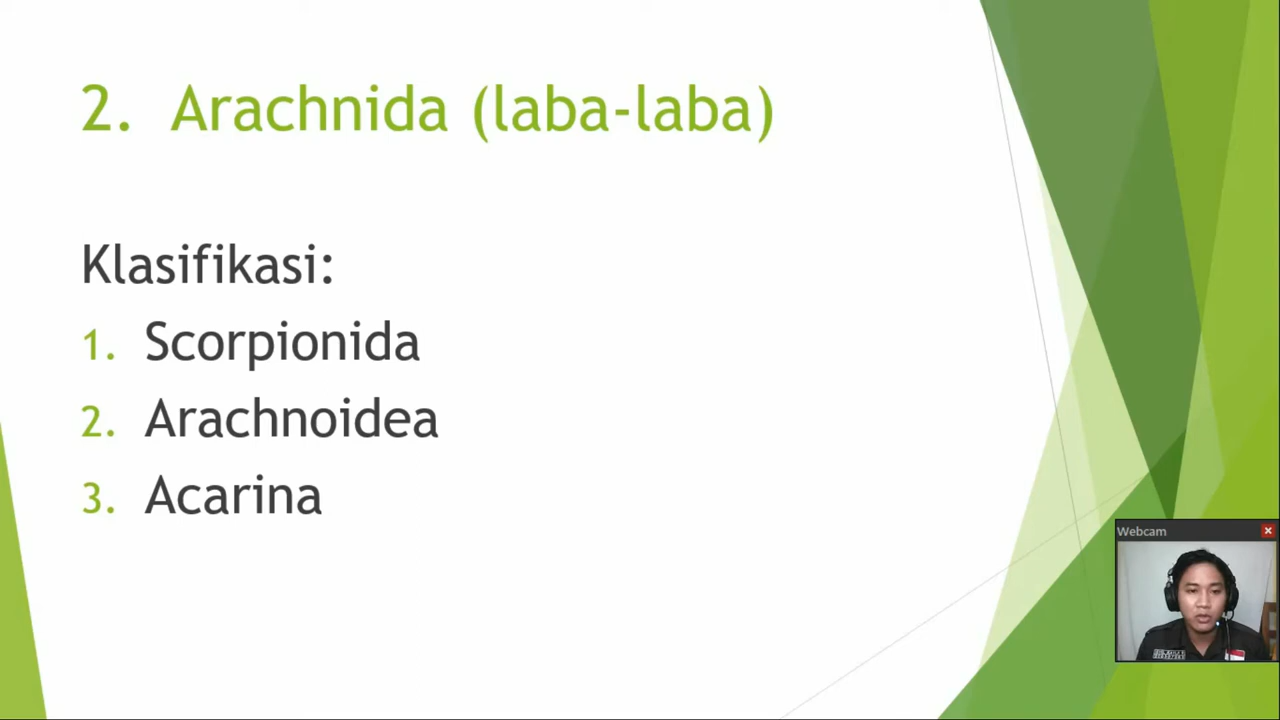 2. Arachnida (laba-laba)
Klasifikasi:
1. Scorpionida
2. Arachnoidea
3. Acarina
Webcam